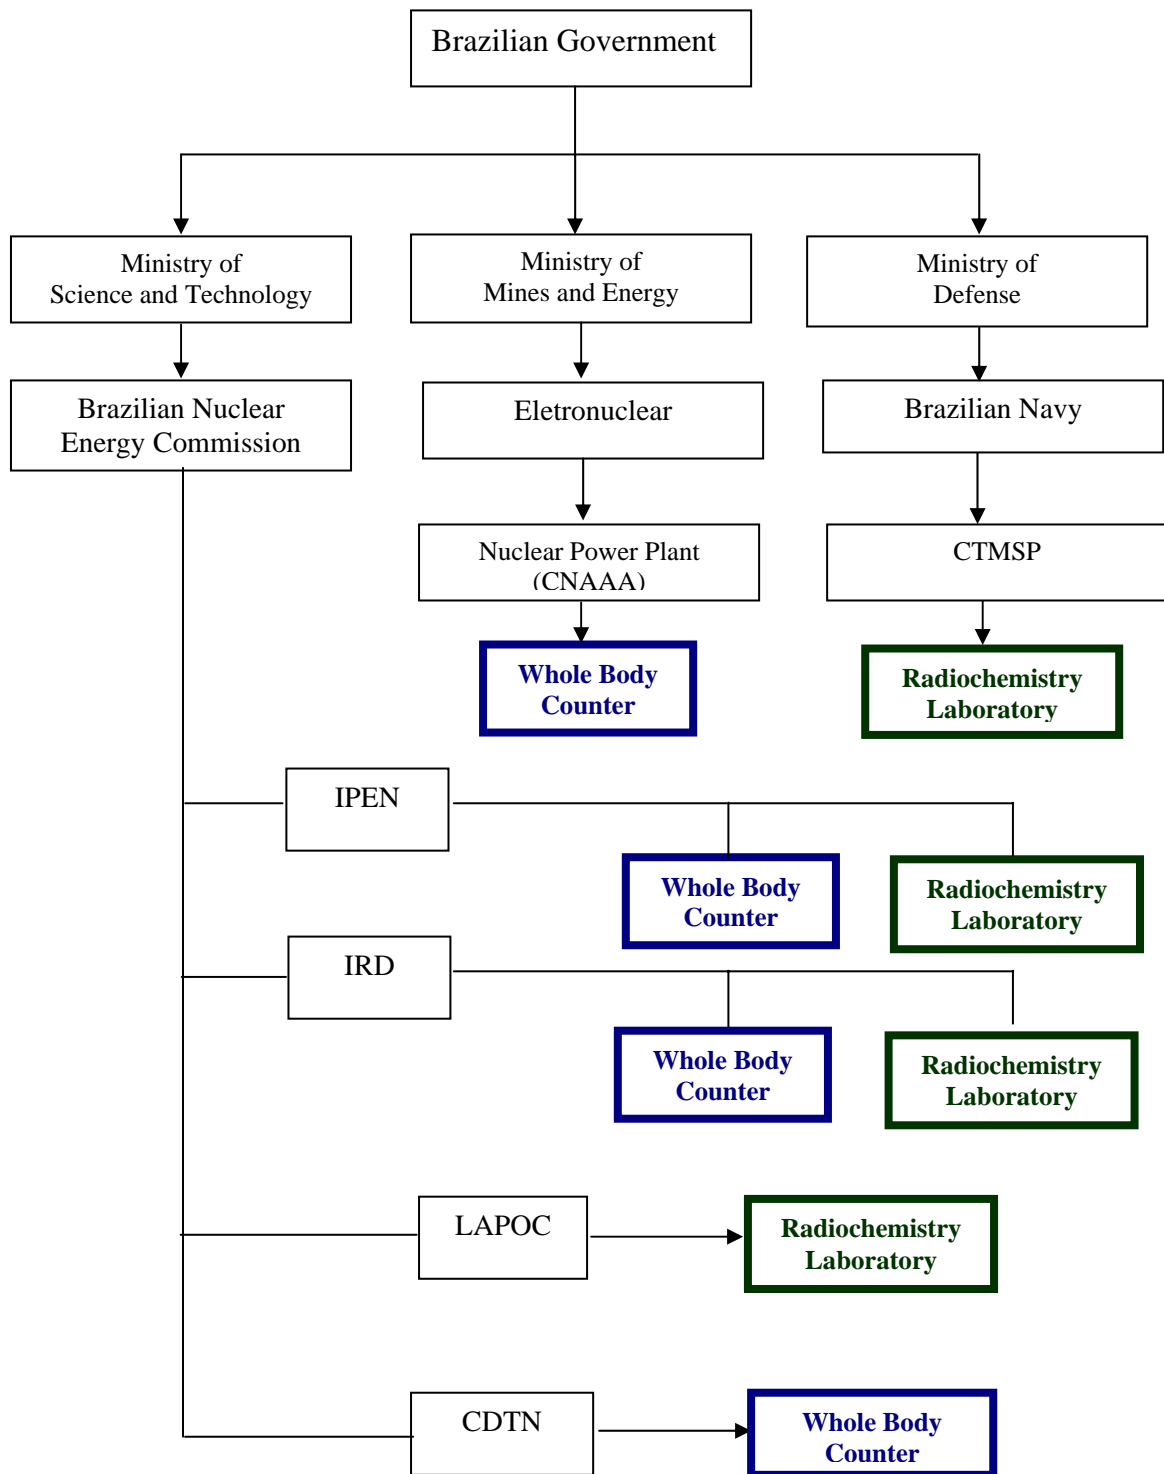 Brazilian Government
Ministry of
Science and Technology
Ministry of
Mines and Energy
Ministry of
Defense
Brazilian Nuclear
Energy Commission
Eletronuclear
Brazilian Navy
Nuclear Power Plant
(CNAAA)
CTMSP
Whole Body
Counter
Radiochemistry
Laboratory
IPEN
Whole Body
Counter
Radiochemistry
Laboratory
IRD
Whole Body
Counter
Radiochemistry
Laboratory
LAPOC
Radiochemistry
Laboratory
CDTN
Whole Body
Counter